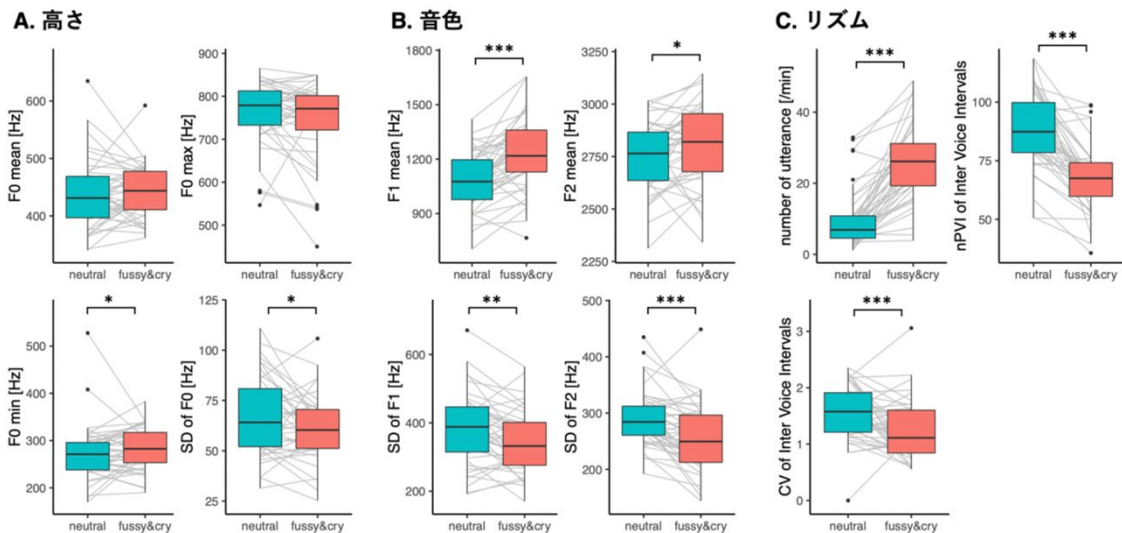 A. 高さ
F0 mean [Hz]
600
500
400
neutral
fussy&cry
F0 max [Hz]
900
800
700
600
500
neutral
fussy&cry
F0 min [Hz]
500
400
300
200
*
neutral
fussy&cry
SD of F0 [Hz]
125
100
75
50
25
*
neutral
fussy&cry
B. 音色
F1 mean [Hz]
1800
1500
1200
900
***
neutral
fussy&cry
F2 mean [Hz]
3250
3000
2750
2500
2250
*
neutral
fussy&cry
SD of F1 [Hz]
600
400
200
**
neutral
fussy&cry
SD of F2 [Hz]
500
400
300
200
***
neutral
fussy&cry
C. リズム
number of utterance [/min]
40
20
0
***
neutral
fussy&cry
nPVI of Inter Voice Intervals
100
75
50
***
neutral
fussy&cry
CV of Inter Voice Intervals
3
2
1
0
***
neutral
fussy&cry